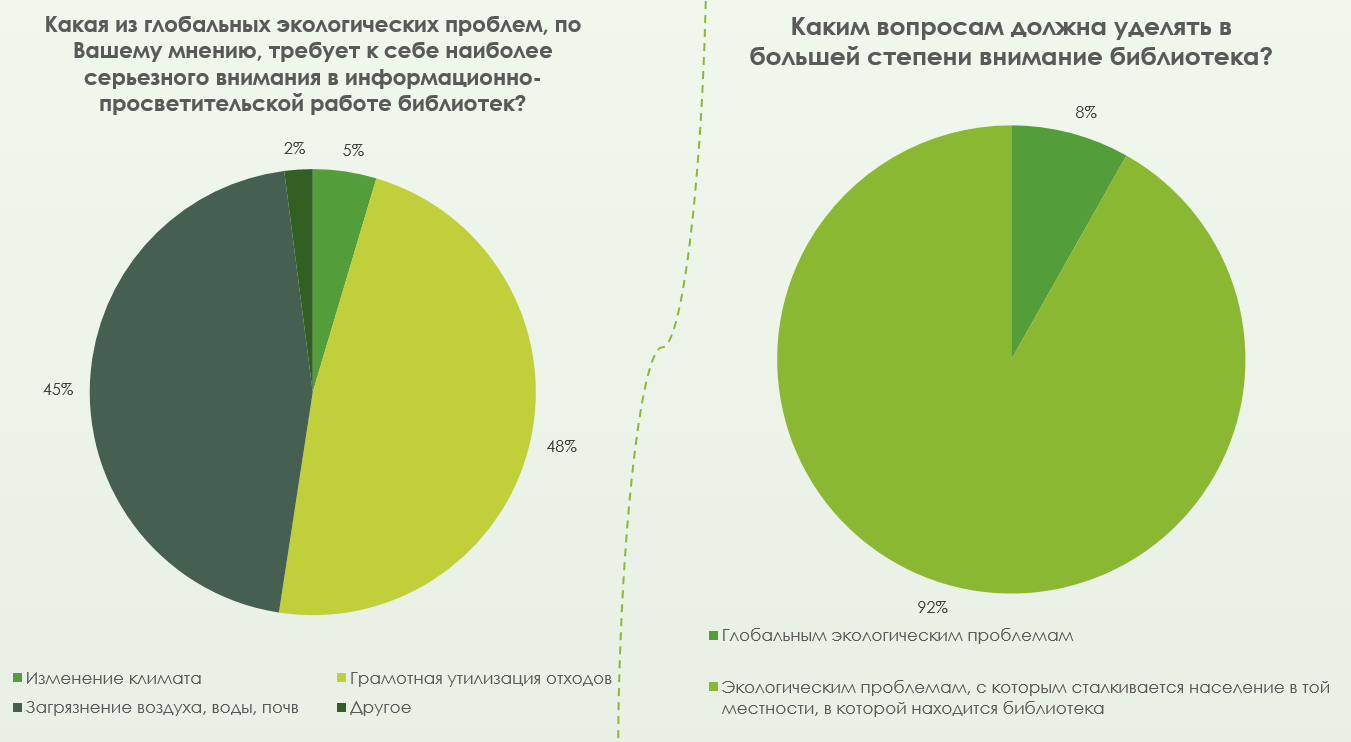 Какая из глобальных экологических проблем, по
Вашему мнению, требует к себе наиболее
серьезного внимания в информационно-
просветительской работе библиотек?
2%
5%
45%
48%
Изменение климата
Грамотная утилизация отходов
Загрязнение воздуха, воды, почв
Другое
Каким вопросам должна уделять в
большей степени внимание библиотека?
8%
92%
Глобальным экологическим проблемам
Экологическим проблемам, с которым сталкивается население в той
местности, в которой находится библиотека